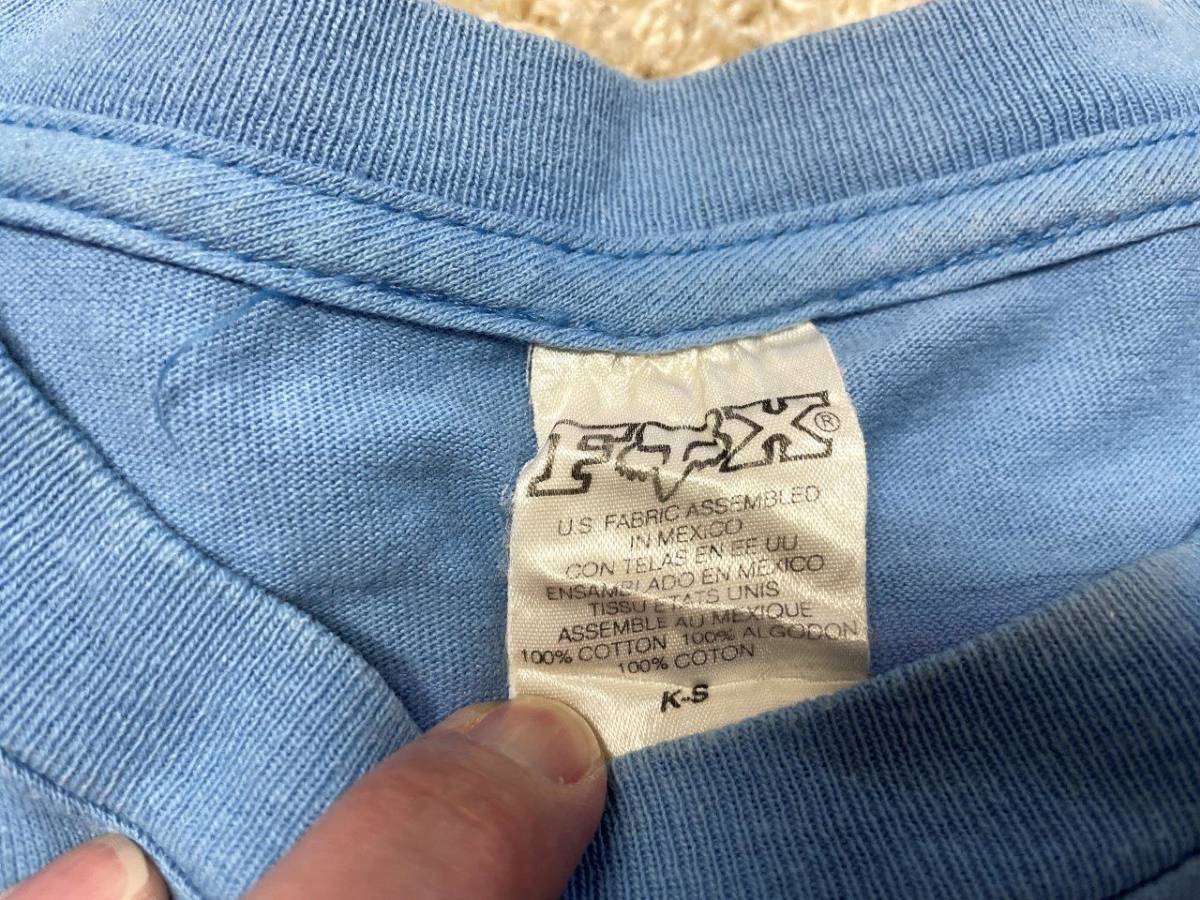 FOX®
U.S. FABRIC ASSEMBLED
IN MEXICO
CON TELAS EN EE.UU
ENSAMBLADO EN MEXICO
TISSU ETATS UNIS
ASSEMBLE AU MEXIQUE
100% COTTON 100% ALGODON
100% COTON
K-S